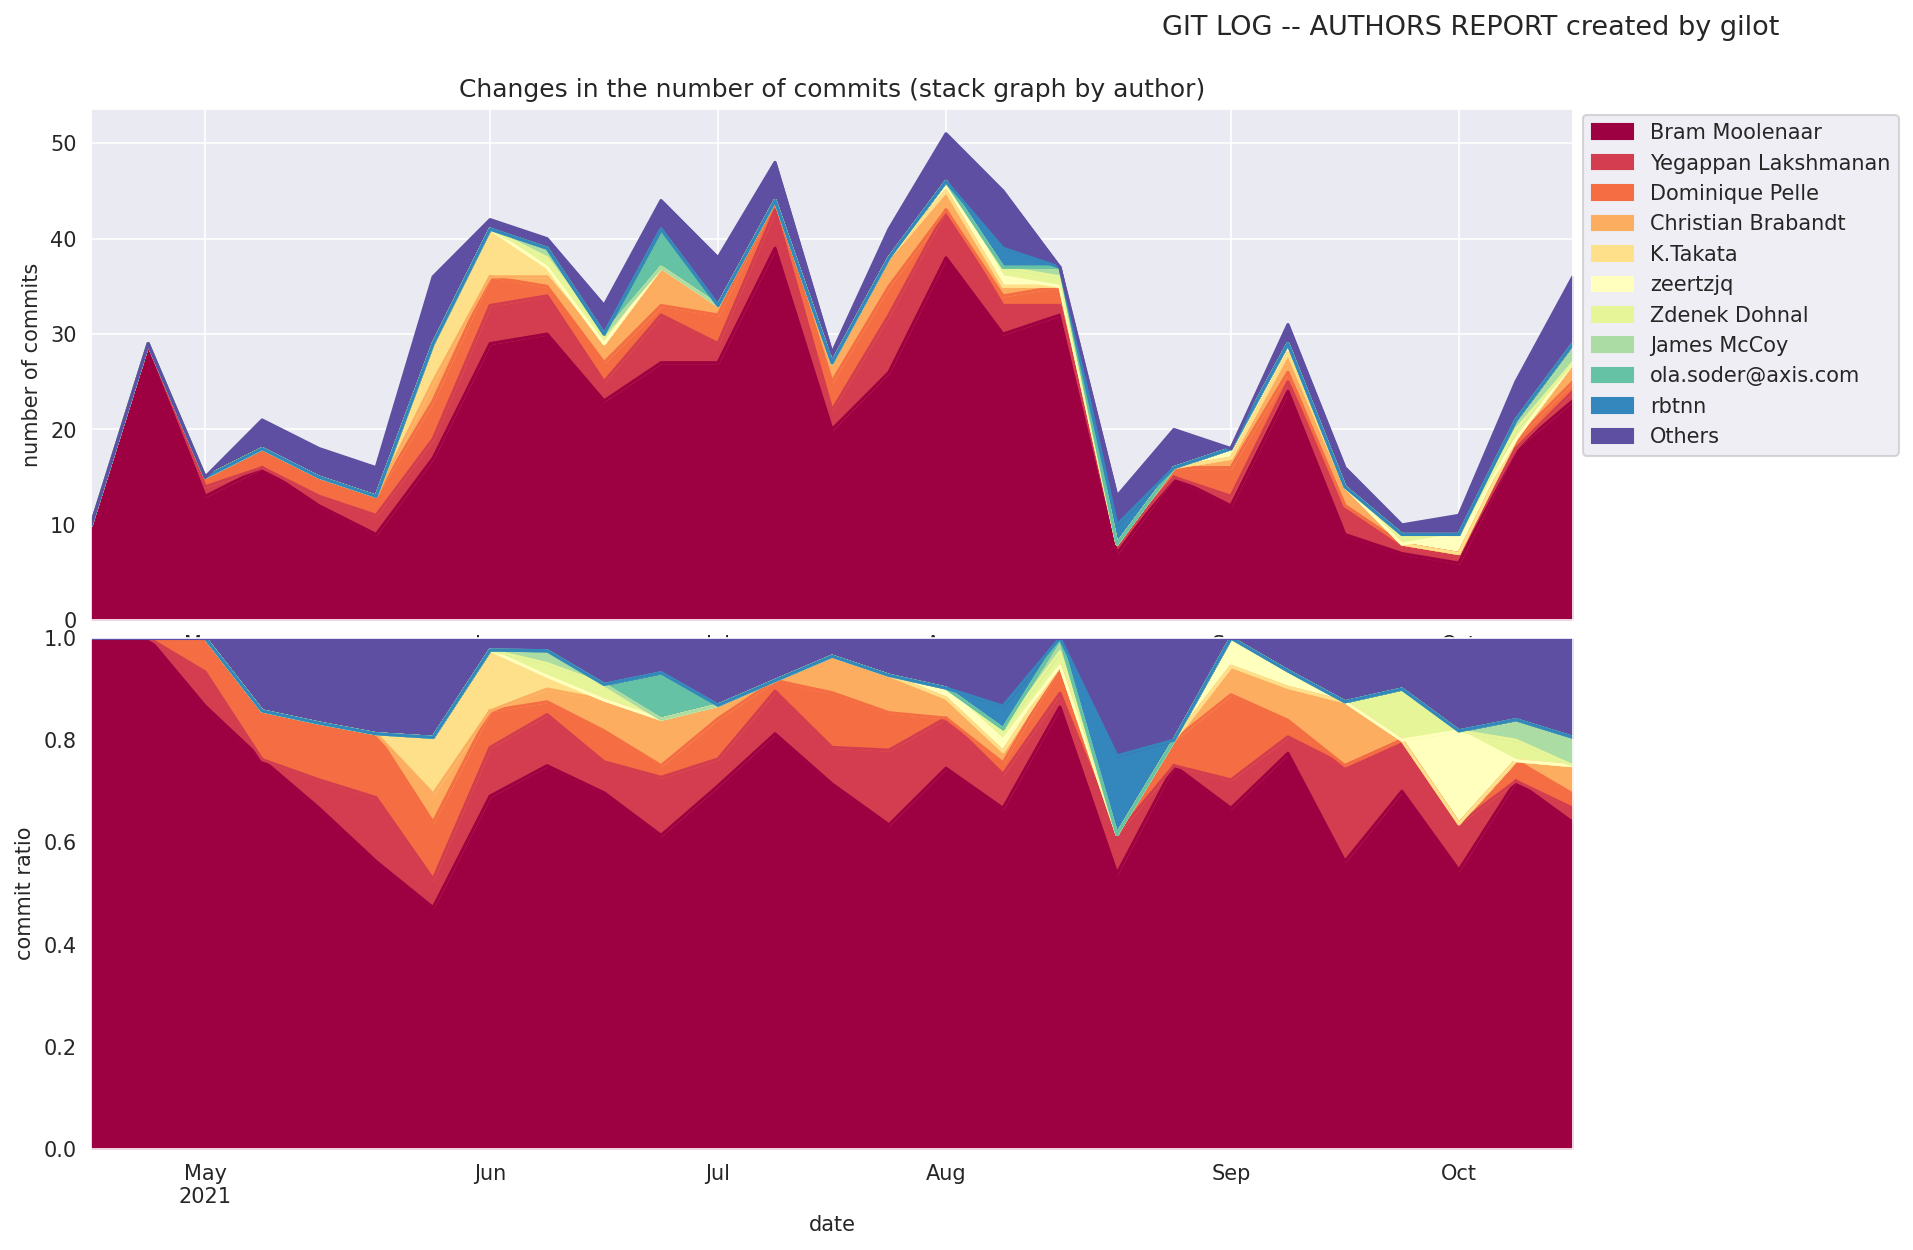 GIT LOG -- AUTHORS REPORT created by gilot
Changes in the number of commits (stack graph by author)
number of commits
50
40
30
20
10
0
Bram Moolenaar
Yegappan Lakshmanan
Dominique Pelle
Christian Brabandt
K.Takata
zeertzjq
Zdenek Dohnal
James McCoy
ola.soder@axis.com
rbtnn
Others
commit ratio
1.0
0.8
0.6
0.4
0.2
0.0
May Jun Jul Aug Sep Oct
2021
date